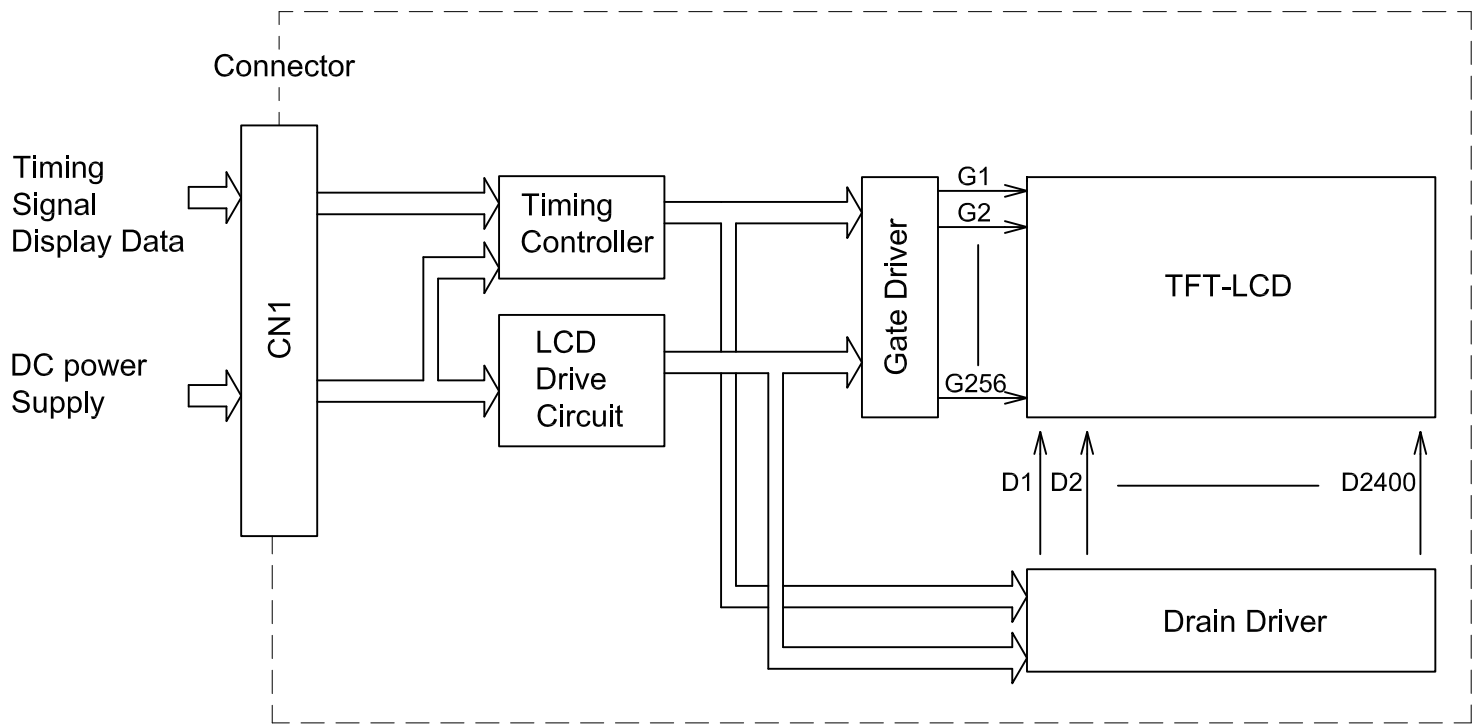 Connector
Timing
Signal
Display Data
DC power
Supply
CN1
Timing
Controller
LCD
Drive
Circuit
Gate Driver
G1
G2
G256
TFT-LCD
D1
D2
D2400
Drain Driver